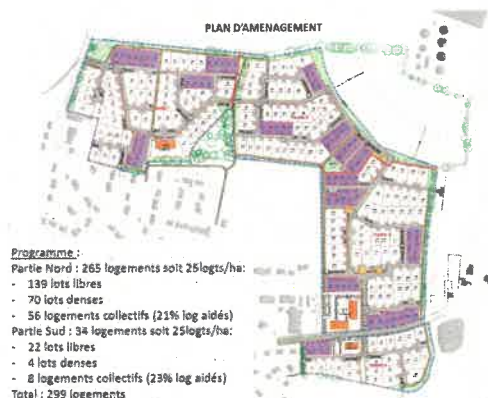 PLAN D'AMENAGEMENT
Programme :
Partie Nord : 265 logements soit 25logts/ha:
- 139 lots libres
- 70 lots denses
- 56 logements collectifs (21% log aidés)
Partie Sud : 34 logements soit 25logts/ha:
- 22 lots libres
- 4 lots denses
- 8 logements collectifs (23% log aidés)
Total : 299 logements